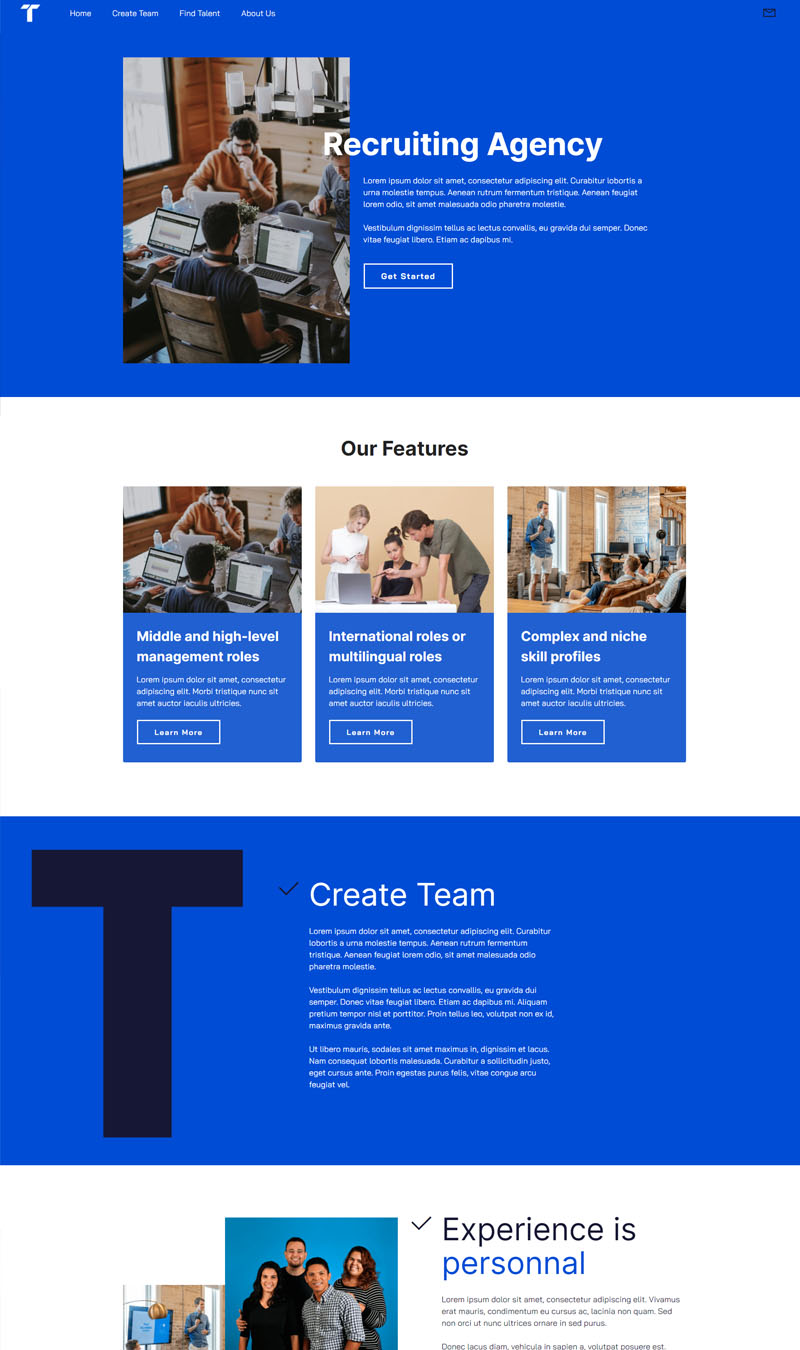 T
Home Create Team Find Talent About Us
Recruiting Agency
Lorem ipsum dolor sit amet, consectetur adipiscing elit. Curabitur lobortis a
urna molestie tempus. Aenean rutrum fermentum tristique. Aenean feugiat
lorem odio, sit amet malesuada odio pharetra molestie.
Vestibulum dignissim tellus ac lectus convallis, eu gravida dui semper. Donec
vitae feugiat libero. Etiam ac dapibus mi.
Get Started
Our Features
Middle and high-level
management roles
Lorem ipsum dolor sit amet, consectetur
adipiscing elit. Morbi tristique nunc sit
amet auctor iaculis ultricies.
Learn More
International roles or
multilingual roles
Lorem ipsum dolor sit amet, consectetur
adipiscing elit. Morbi tristique nunc sit
amet auctor iaculis ultricies.
Learn More
Complex and niche
skill profiles
Lorem ipsum dolor sit amet, consectetur
adipiscing elit. Morbi tristique nunc sit
amet auctor iaculis ultricies.
Learn More
T
Create Team
Lorem ipsum dolor sit amet, consectetur adipiscing elit. Curabitur
lobortis a urna molestie tempus. Aenean rutrum fermentum
tristique. Aenean feugiat lorem odio, sit amet malesuada odio
pharetra molestie.
Vestibulum dignissim tellus ac lectus convallis, eu gravida dui
semper. Donec vitae feugiat libero. Etiam ac dapibus mi. Aliquam
pretium tempor nisl et porttitor. Proin tellus leo, volutpat non ex id,
maximus gravida ante.
Ut libero mauris, sodales sit amet maximus in, dignissim et lacus.
Nam consequat lobortis malesuada. Curabitur a sollicitudin justo,
eget cursus ante. Proin egestas purus felis, vitae congue arcu
feugiat vel.
Experience is
personnal
Lorem ipsum dolor sit amet, consectetur adipiscing elit. Vivamus
erat mauris, condimentum eu cursus ac, lacinia non quam. Sed
non orci ut nunc ultrices ornare in sed purus.
Donec lacus diam, vehicula in sapien a, volutpat posuere est.